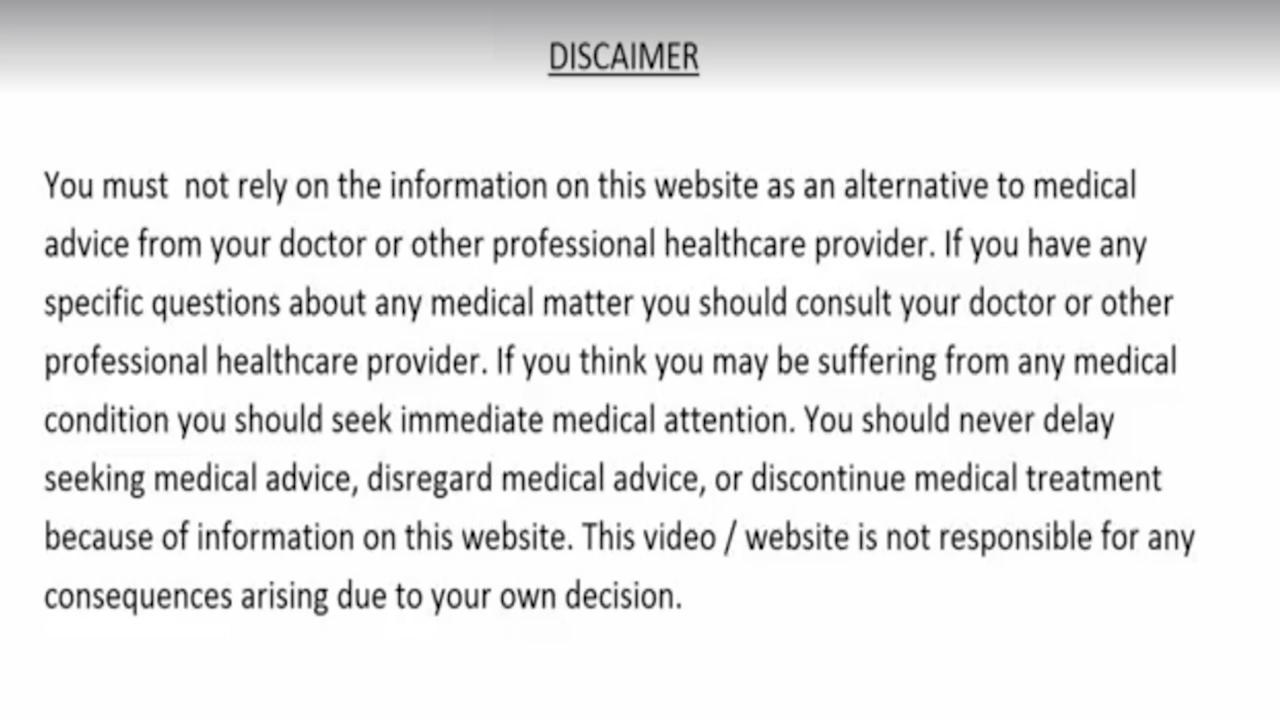 DISCAIMER
You must  not rely on the information on this website as an alternative to medical
advice from your doctor or other professional healthcare provider. If you have any
specific questions about any medical matter you should consult your doctor or other
professional healthcare provider. If you think you may be suffering from any medical
condition you should seek immediate medical attention. You should never delay
seeking medical advice, disregard medical advice, or discontinue medical treatment
because of information on this website. This video / website is not responsible for any
consequences arising due to your own decision.